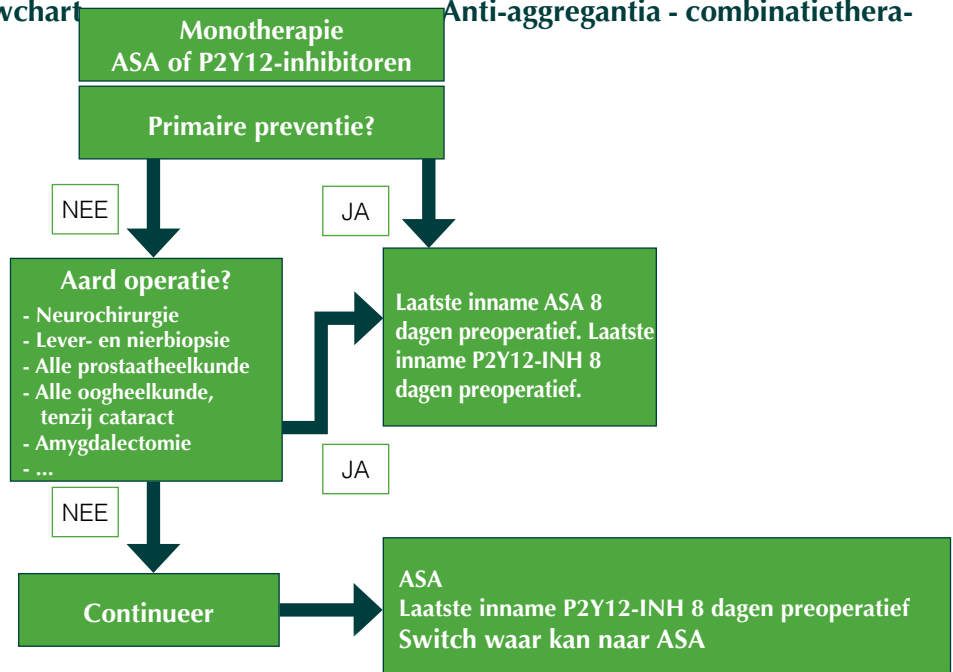 Anti-aggregantia - combinatiethera-
Monotherapie
ASA of P2Y12-inhibitoren
Primaire preventie?
NEE
JA
Aard operatie?
- Neurochirurgie
- Lever- en nierbiopsie
- Alle prostaatheelkunde
- Alle oogheelkunde,
tenzij cataract
- Amygdalectomie
- ...
Laatste inname ASA 8
dagen preoperatief. Laatste
inname P2Y12-INH 8
dagen preoperatief.
JA
NEE
Continueer
ASA
Laatste inname P2Y12-INH 8 dagen preoperatief
Switch waar kan naar ASA